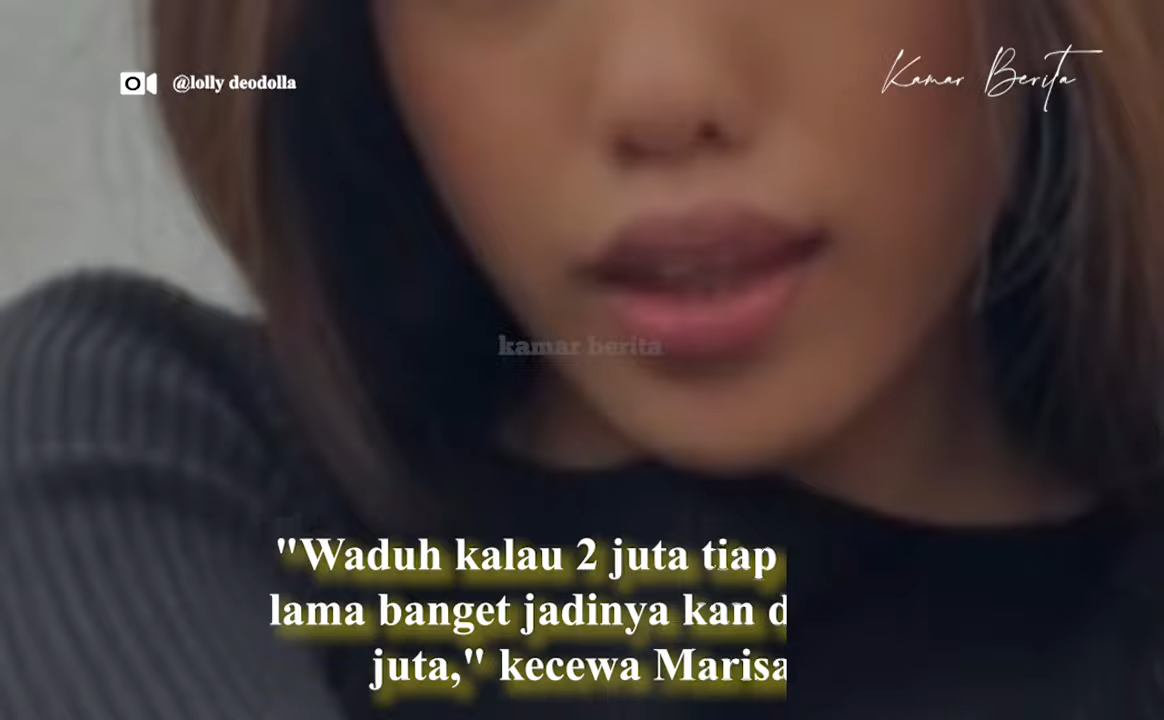 @lolly deodolla
Kamar Berita
kamar berita
"Waduh kalau 2 juta tiap
lama banget jadinya kan
juta," kecewa Marisa